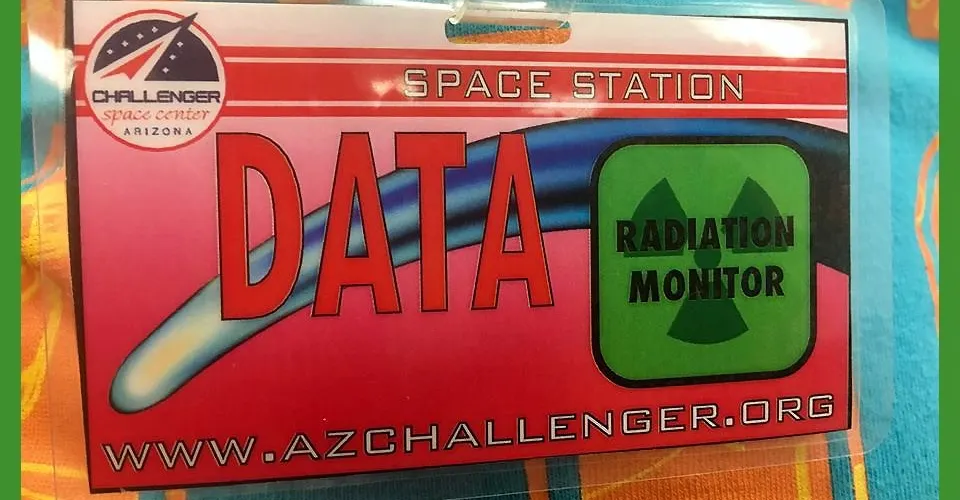 CHALLENGER
space center
ARIZONA
SPACE STATION
DATA
RADIATION
MONITOR
WWW.AZCHALLENGER.ORG